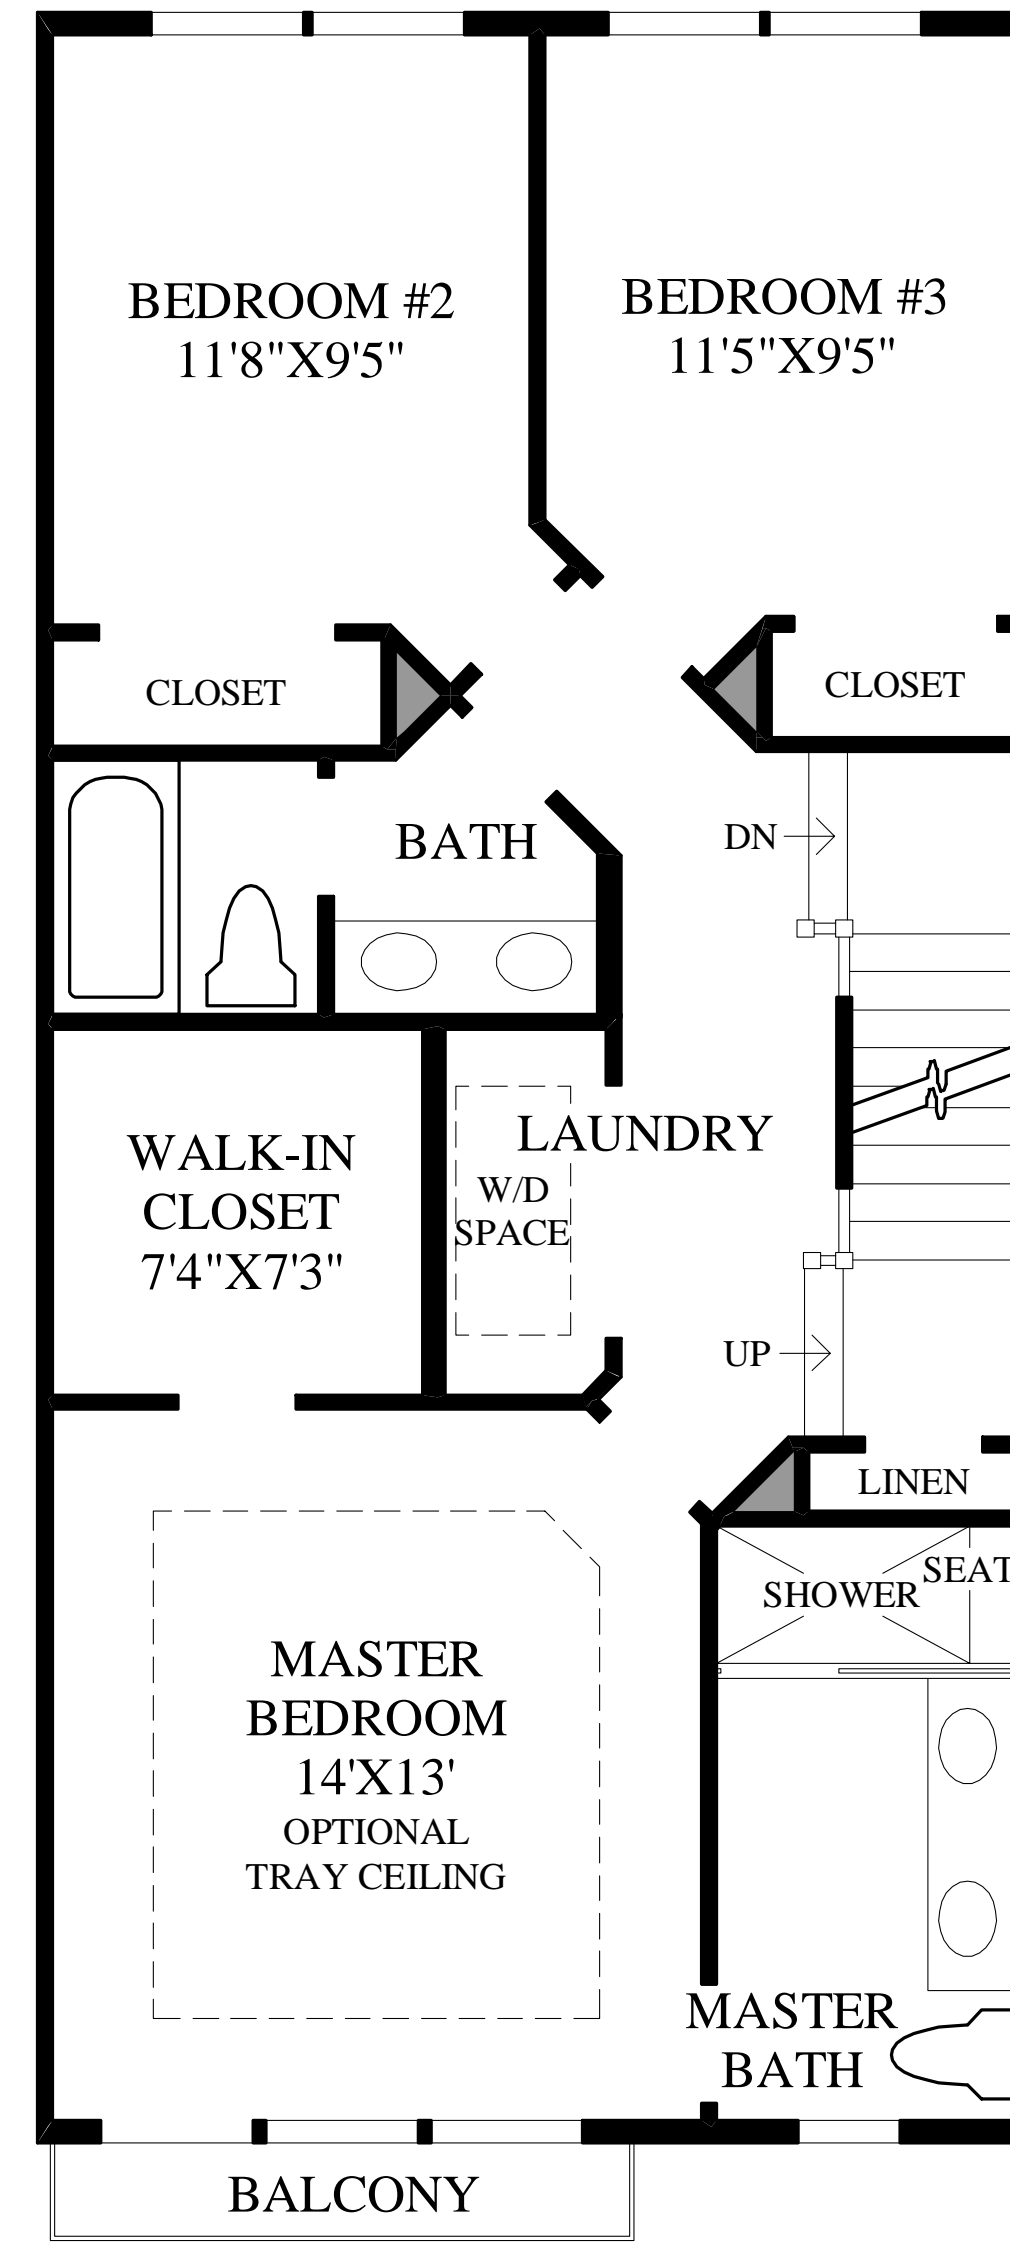 BEDROOM #2
11'8"X9'5"
BEDROOM #3
11'5"X9'5"
CLOSET
CLOSET
BATH
DN
LAUNDRY
W/D
SPACE
WALK-IN
CLOSET
7'4"X7'3"
UP
LINEN
SHOWER
SEAT
MASTER
BEDROOM
14'X13'
OPTIONAL
TRAY CEILING
MASTER
BATH
BALCONY